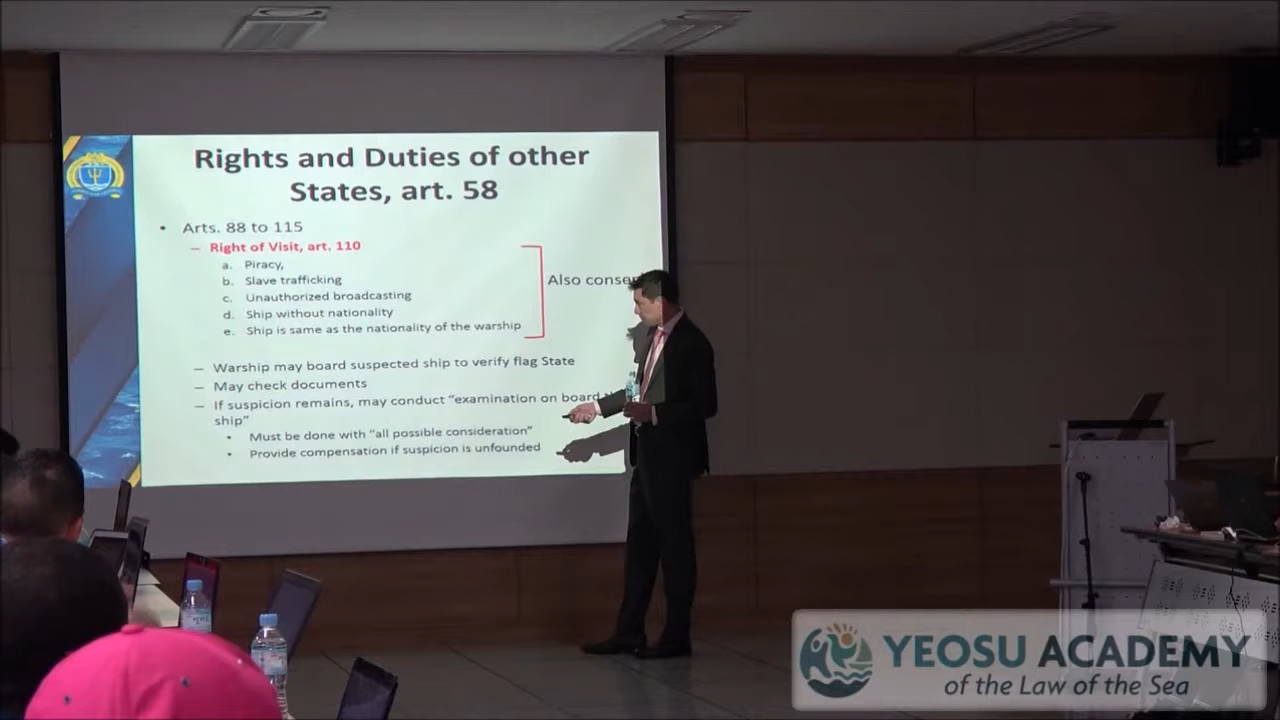 Rights and Duties of other
States, art. 58
• Arts. 88 to 115
– Right of Visit, art. 110
a. Piracy,
b. Slave trafficking
c. Unauthorized broadcasting
d. Ship without nationality
e. Ship is same as the nationality of the warship
Also
– Warship may board suspected ship to verify flag State
– May check documents
– If suspicion remains, may conduct "examination on board
ship"
• Must be done with "all possible consideration"
• Provide compensation if suspicion is unfounded
YEOSU ACADEMY
of the Law of the Sea